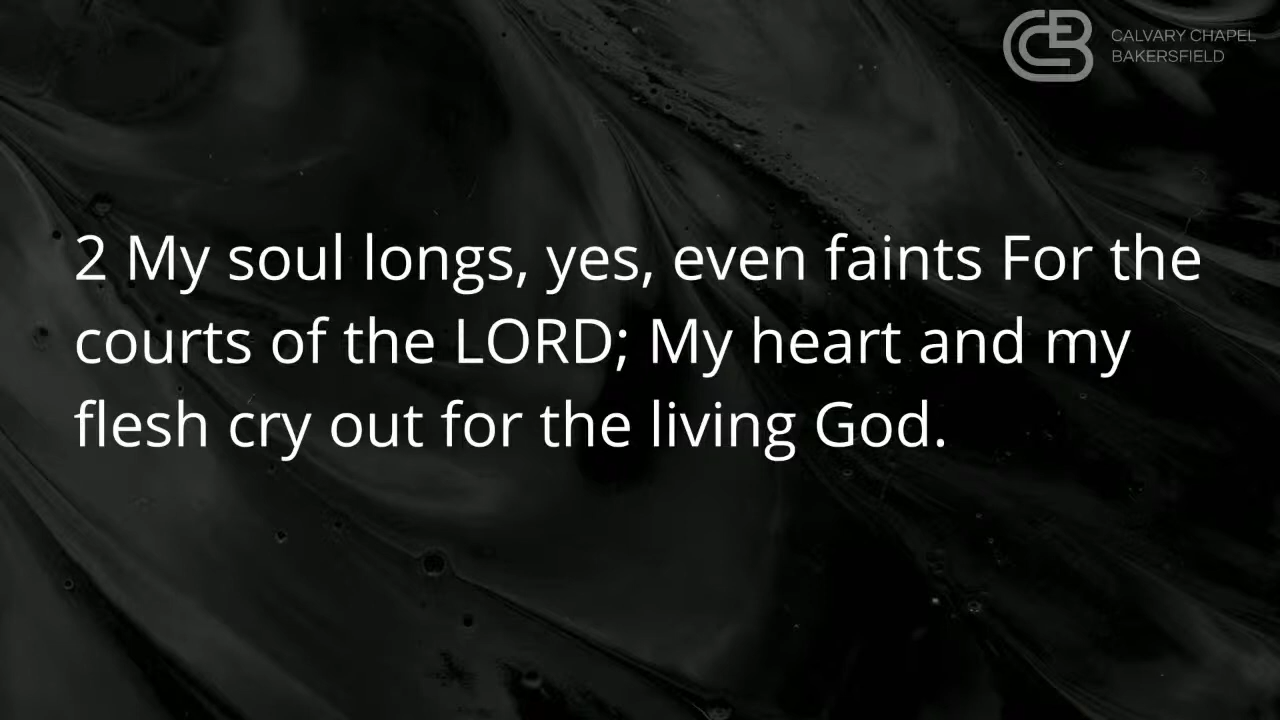 CALVARY CHAPEL
BAKERSFIELD
2 My soul longs, yes, even faints For the
courts of the LORD; My heart and my
flesh cry out for the living God.